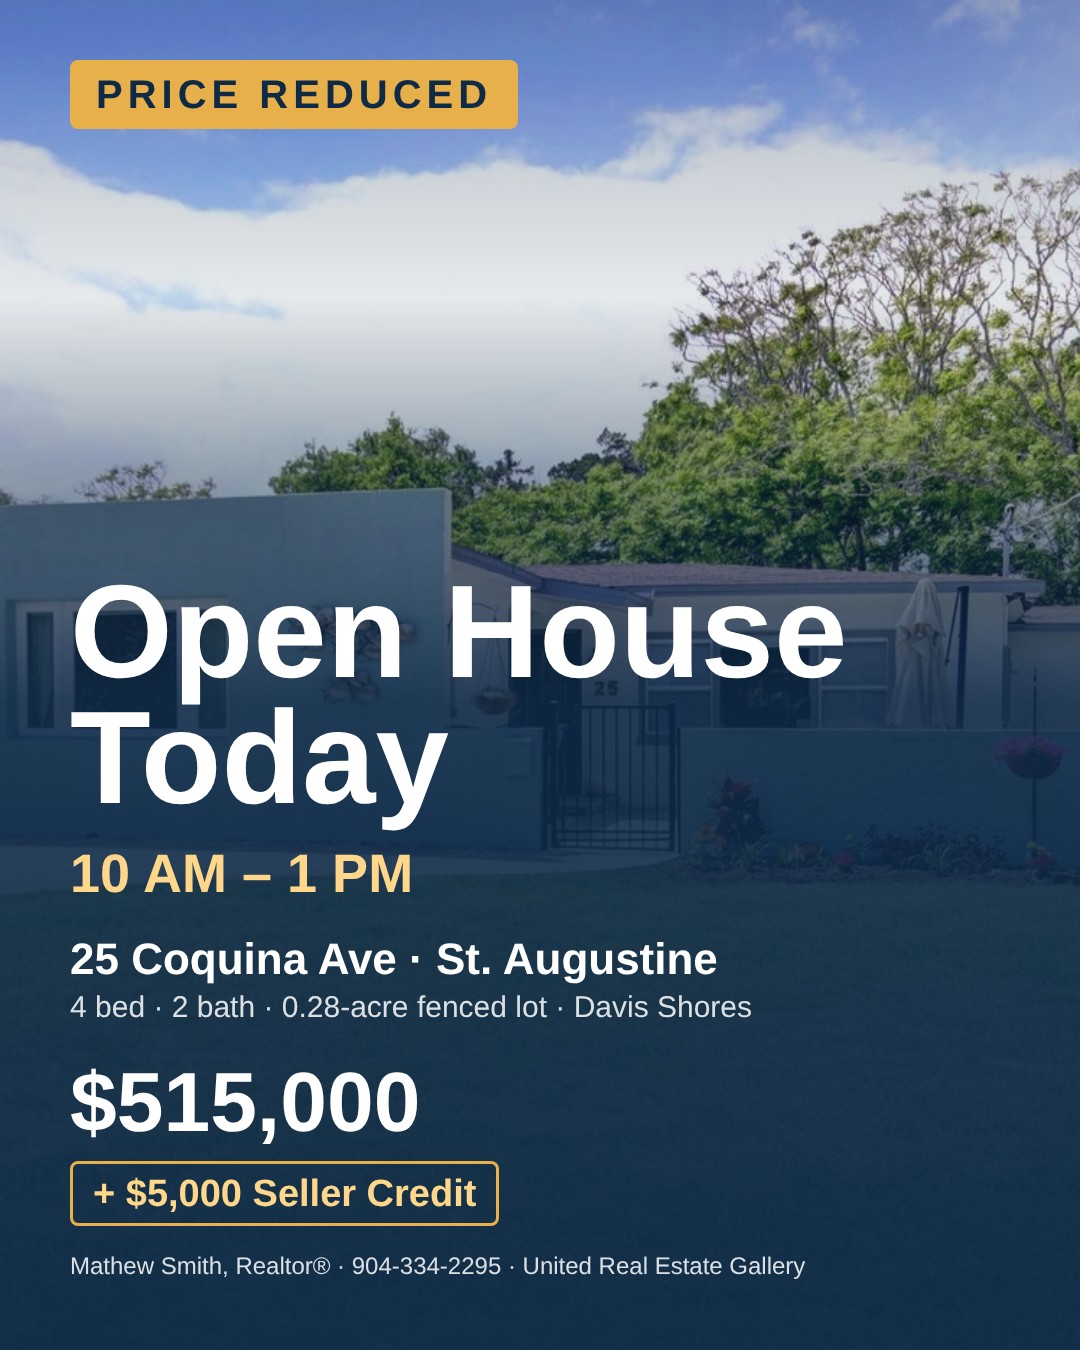 PRICE REDUCED
25
Open House
Today
10 AM – 1 PM
25 Coquina Ave · St. Augustine
4 bed · 2 bath · 0.28-acre fenced lot · Davis Shores
$515,000
+ $5,000 Seller Credit
Mathew Smith, Realtor® · 904-334-2295 · United Real Estate Gallery